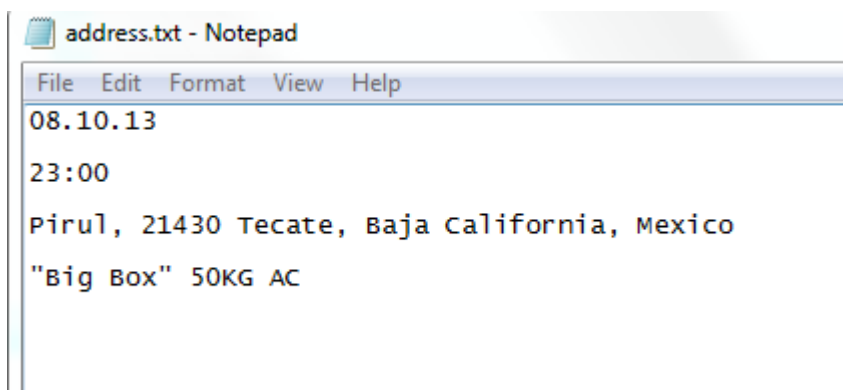 address.txt - Notepad
File Edit Format View Help
08.10.13
23:00
Pirul, 21430 Tecate, Baja California, Mexico
"Big Box" 50KG AC